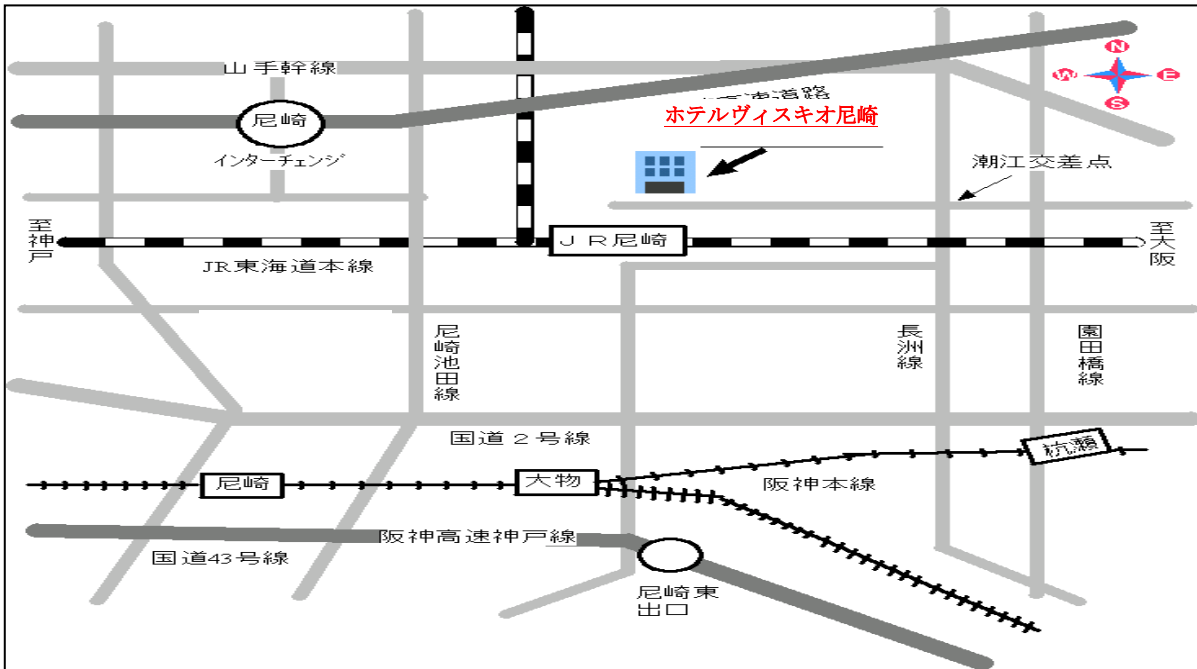 N
W
E
S
山手幹線
高速道路
ホテルヴィスキオ尼崎
尼崎
インターチェンジ
潮江交差点
至神戸
JR尼崎
至大阪
JR東海道本線
尼崎池田線
長洲線
園田橋線
国道2号線
杭瀬
尼崎
大物
阪神本線
阪神高速神戸線
国道43号線
尼崎東
出口